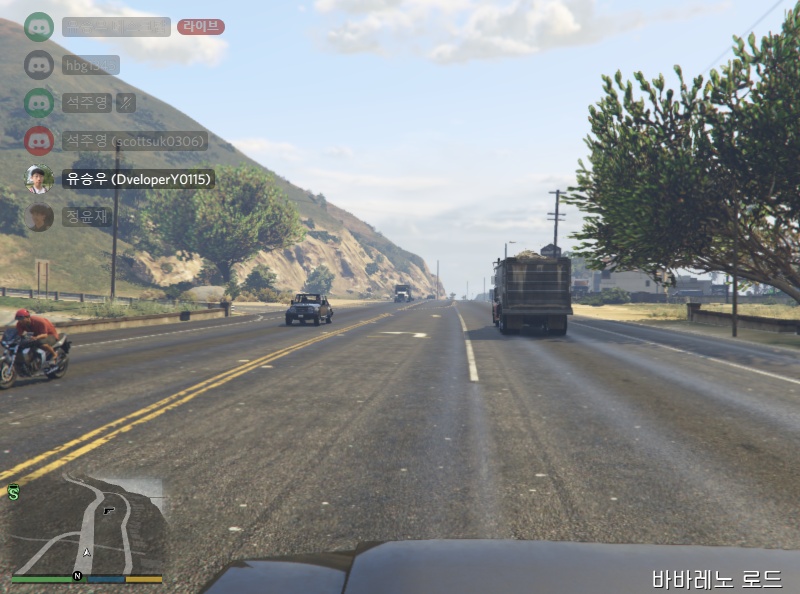 라이브
hbg1538
석주영
석주영 (scottsuk0306)
유승우 (DveloperY0115)
정윤재
S
N
바바레노 로드